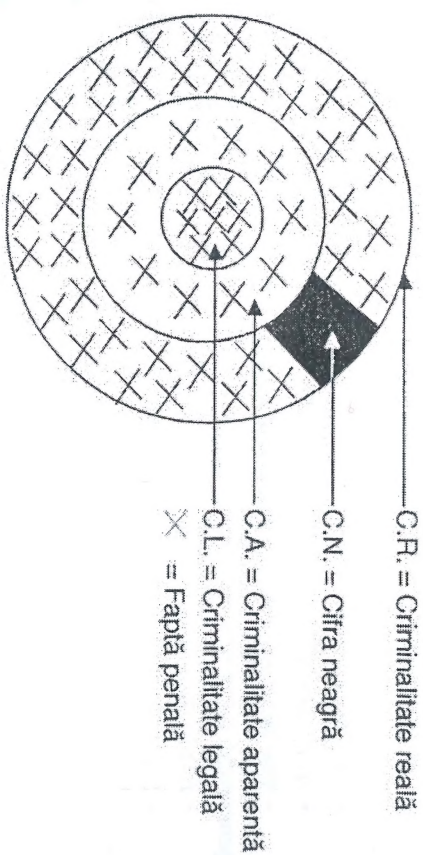 C.R. = Criminalitate reală
C.N. = Cifra neagră
C.A. = Criminalitate aparentă
C.L. = Criminalitate legală
X = Faptă penală